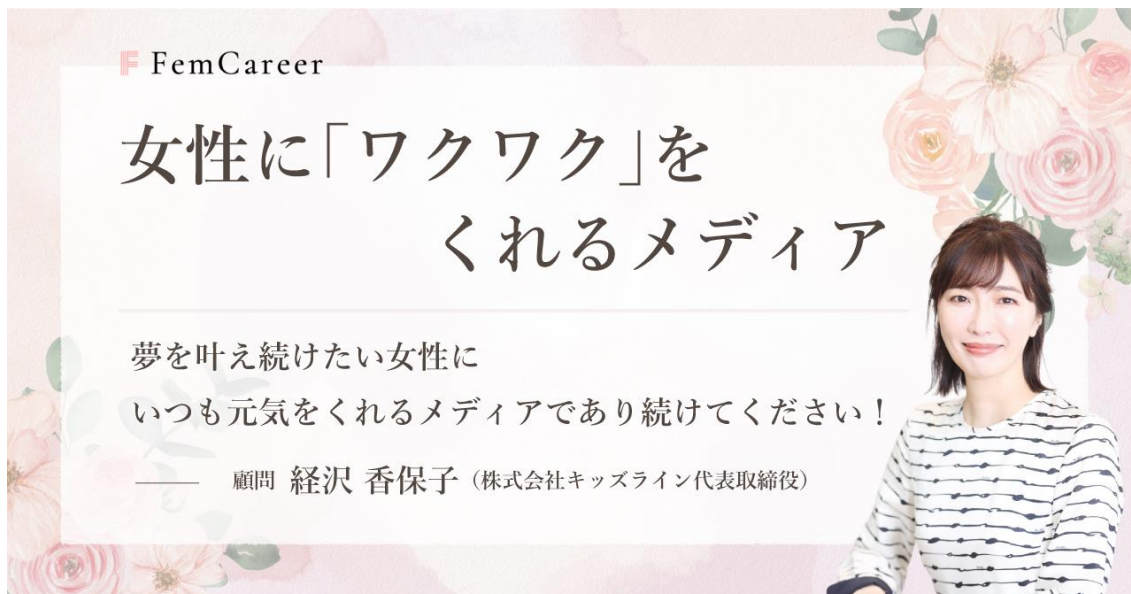 FemCareer
女性に「ワクワク」を
くれるメディア
夢を叶え続けたい女性に
いつも元気をくれるメディアであり続けてください！
顧問 経沢 香保子（株式会社キッズライン代表取締役）